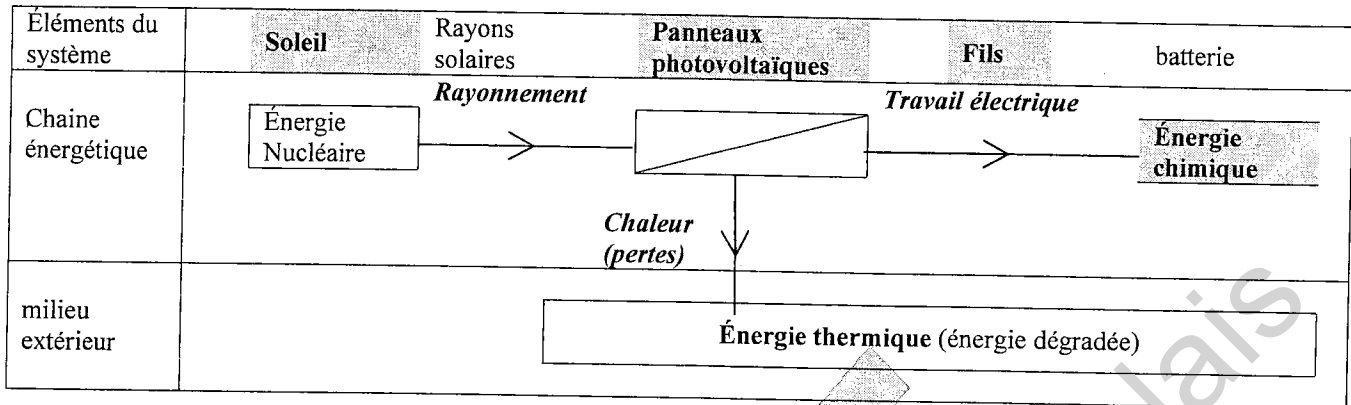 Éléments du
système
Soleil
Rayons
solaires
Panneaux
photovoltaïques
Fils
batterie
Chaine
énergétique
Rayonnement
Travail électrique
Énergie
Nucléaire
Énergie
chimique
Chaleur
(pertes)
milieu
extérieur
Énergie thermique (énergie dégradée)